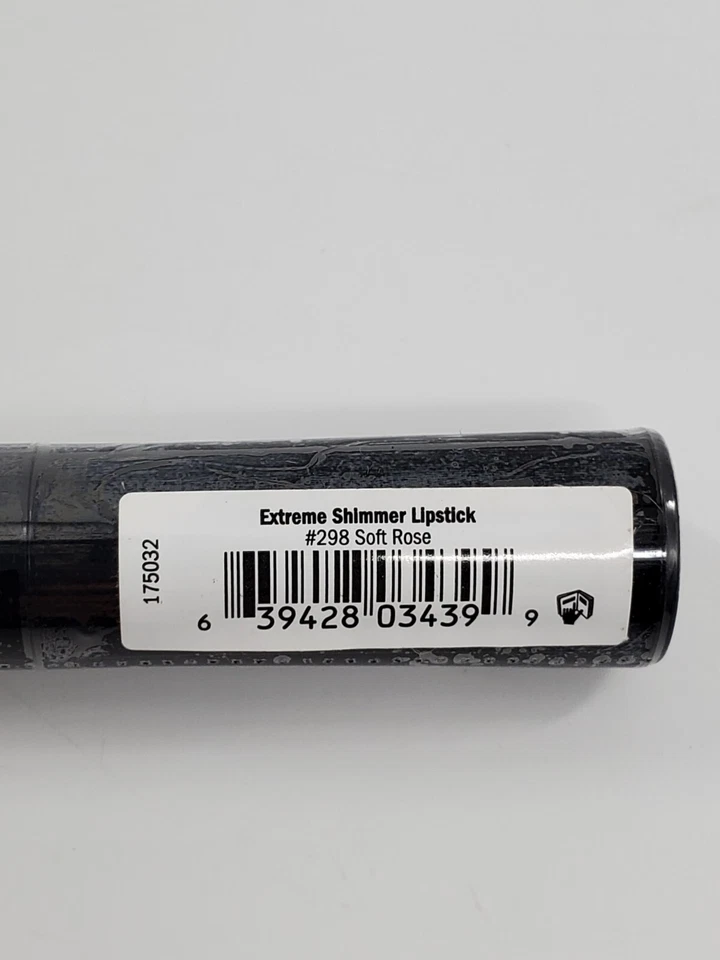 Extreme Shimmer Lipstick
#298 Soft Rose
175032
6 39428 03439 9